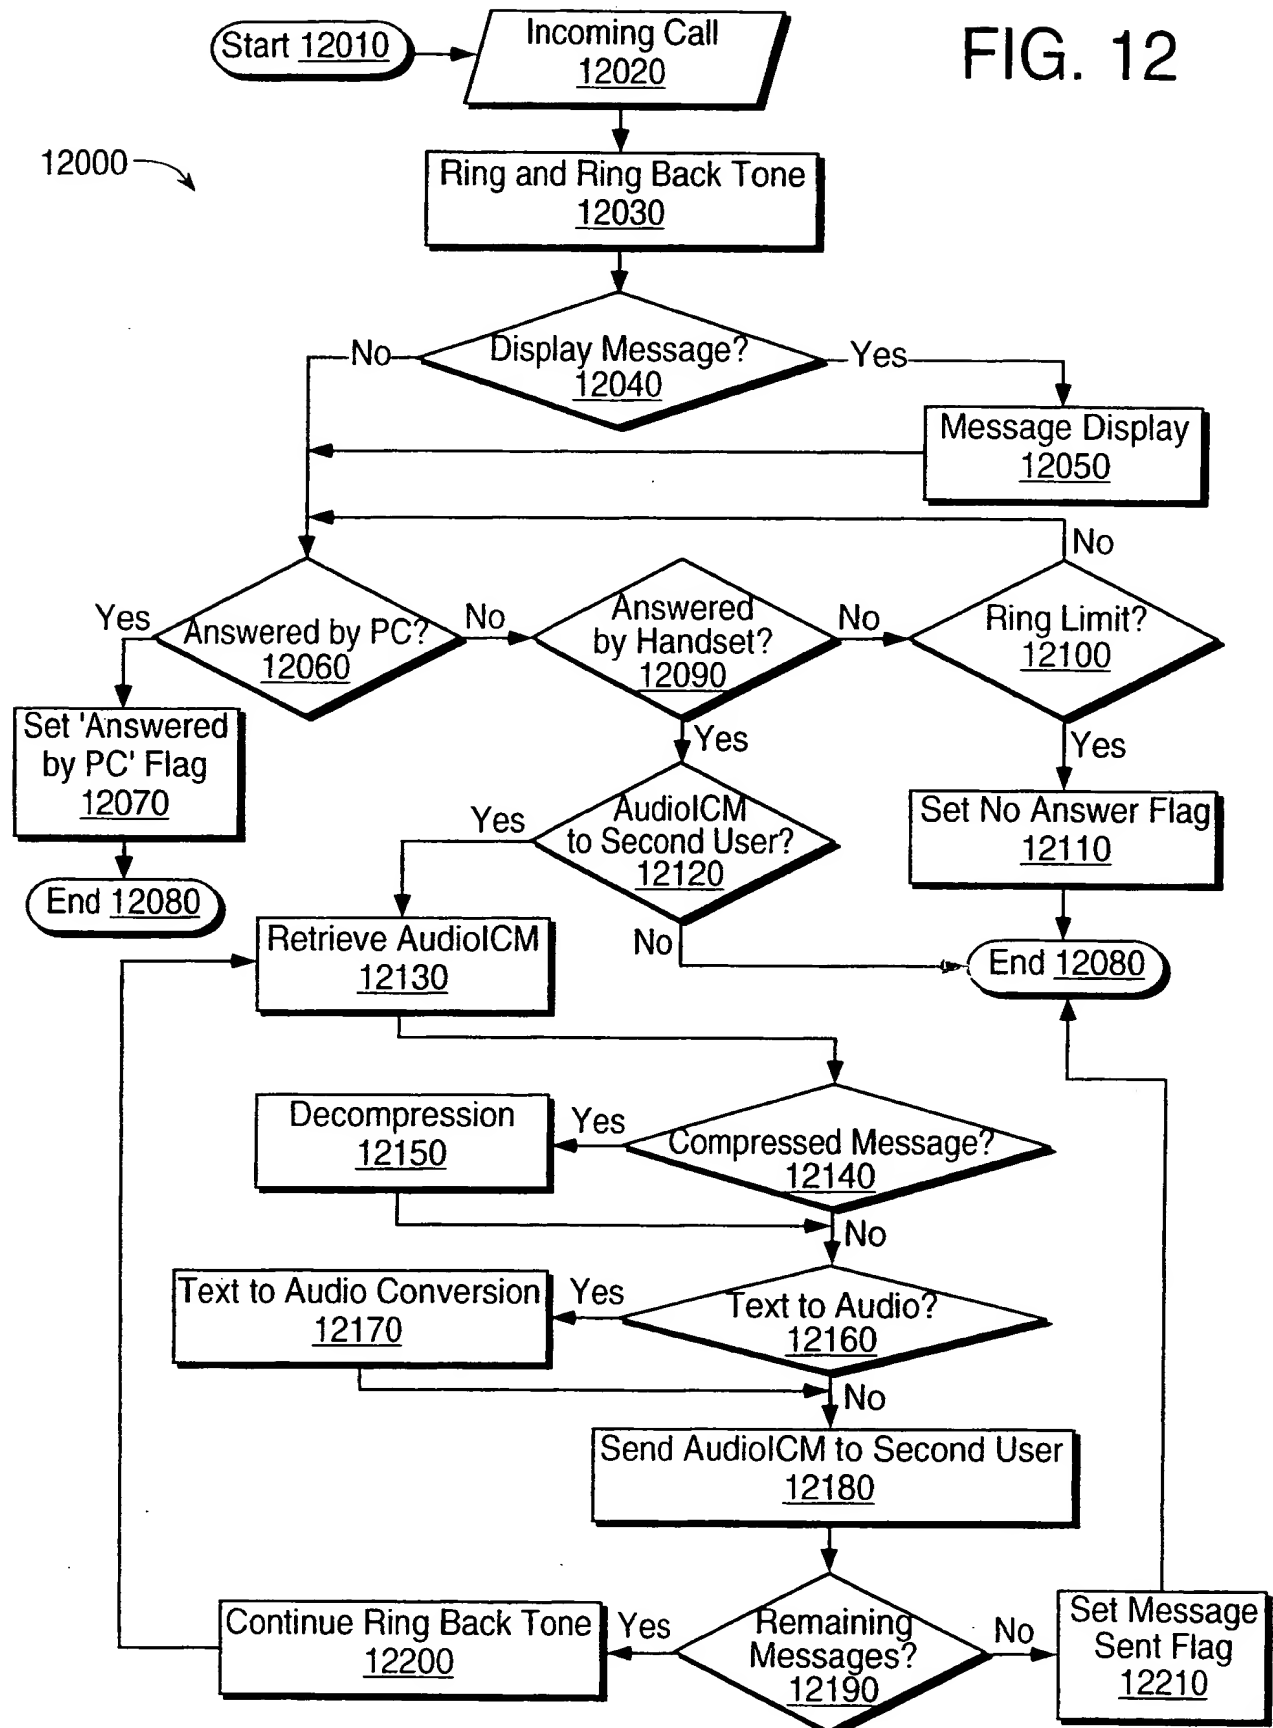 Start 12010
Incoming Call
12020
FIG. 12
12000
Ring and Ring Back Tone
12030
No
Display Message?
12040
Yes
Message Display
12050
No
Yes
Answered by PC?
12060
No
Answered
by Handset?
12090
No
Ring Limit?
12100
Set 'Answered
by PC' Flag
12070
Yes
Yes
Yes
AudioICM
to Second User?
12120
Set No Answer Flag
12110
End 12080
Retrieve AudioICM
12130
No
End 12080
Decompression
12150
Yes
Compressed Message?
12140
No
Text to Audio Conversion
12170
Yes
Text to Audio?
12160
No
Send AudioICM to Second User
12180
Continue Ring Back Tone
12200
Yes
Remaining
Messages?
12190
No
Set Message
Sent Flag
12210